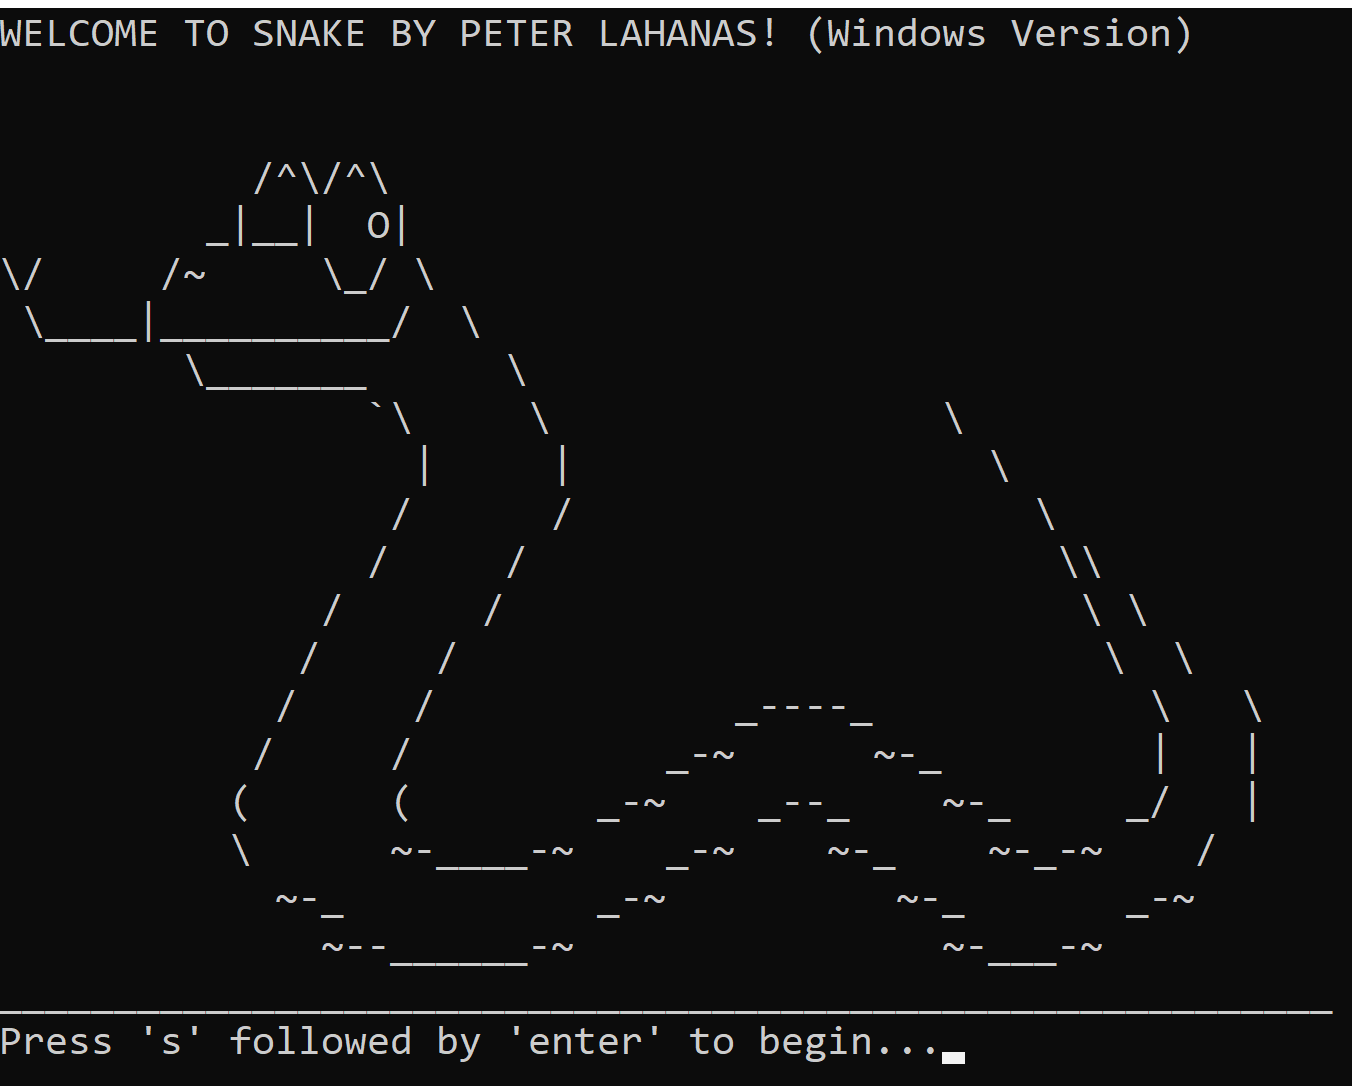 WELCOME TO SNAKE BY PETER LAHANAS! (Windows Version)
Press 's' followed by 'enter' to begin...